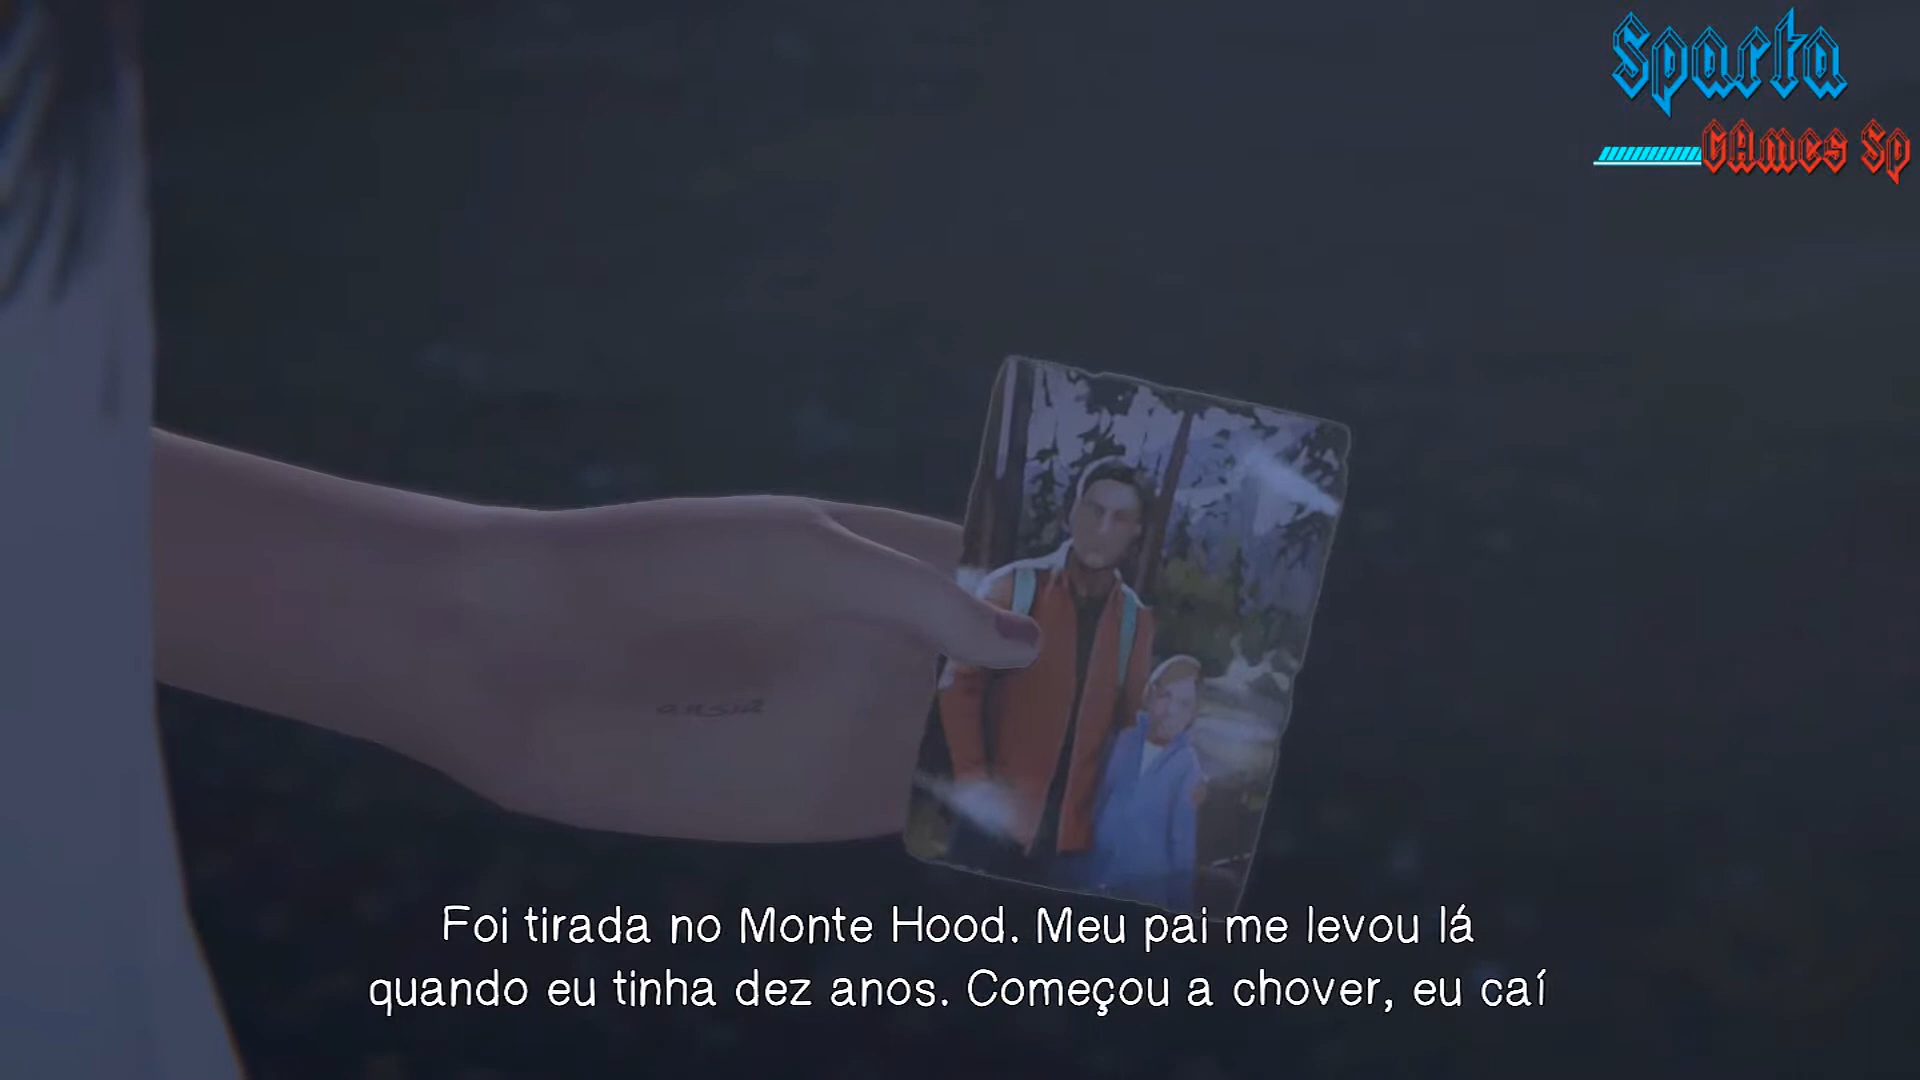 Sparta
GAmes Sp
Foi tirada no Monte Hood. Meu pai me levou lá
quando eu tinha dez anos. Começou a chover, eu caí